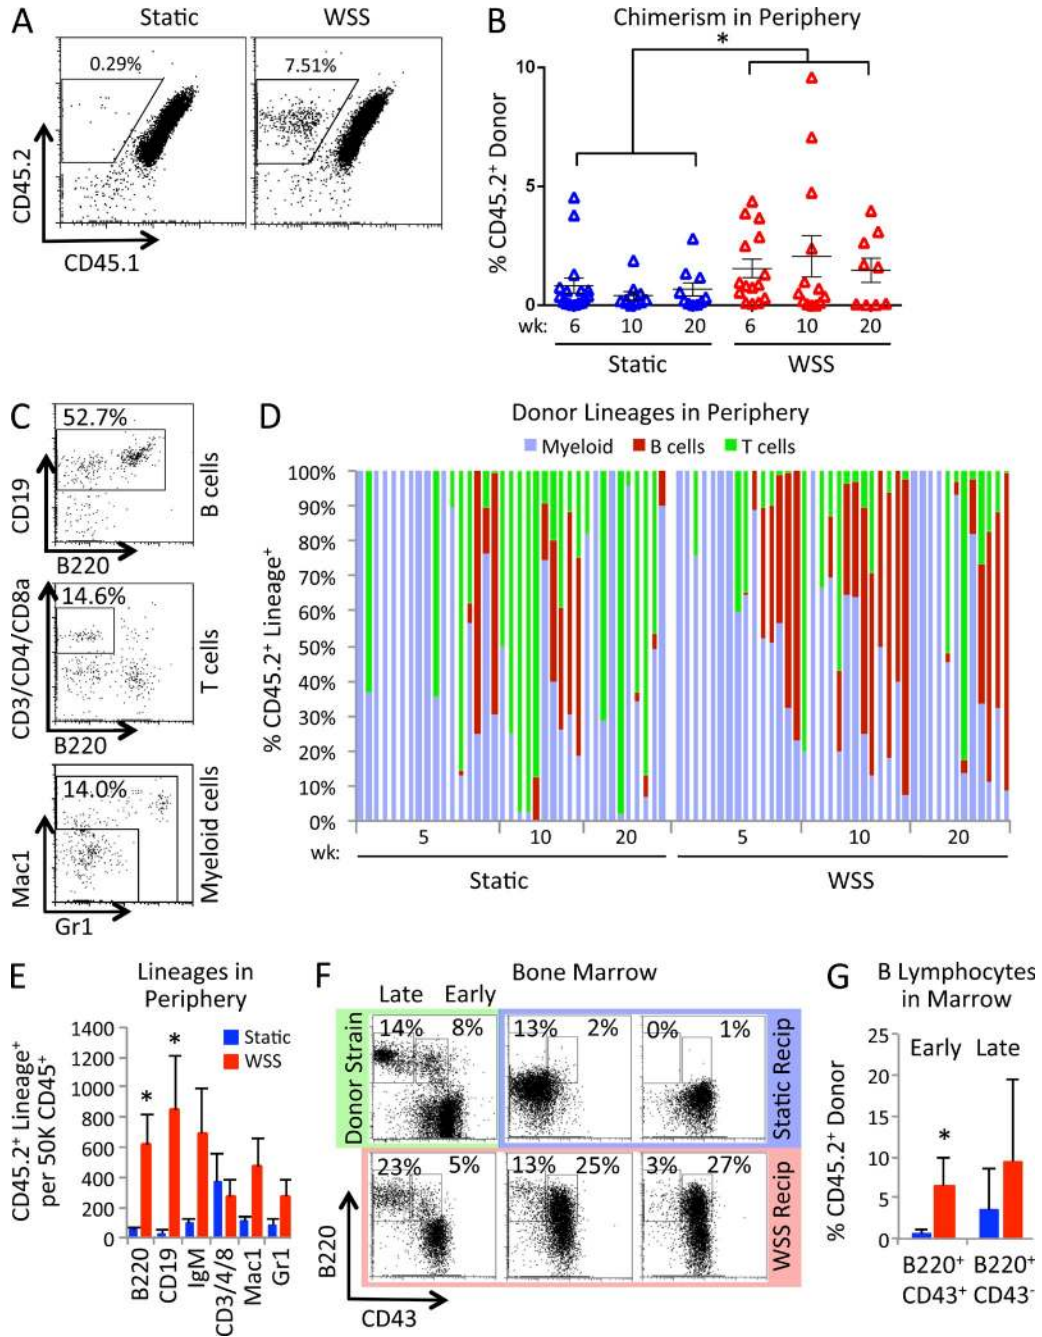 A
Static
WSS
0.29%
7.51%
CD45.2
CD45.1
B
Chimerism in Periphery
*
% CD45.2⁺ Donor
10
5
0
wk: 6 10 20 6 10 20
Static
WSS
C
52.7%
CD19
B220
B cells
14.6%
CD3/CD4/CD8a
B220
T cells
14.0%
Mac1
Gr1
Myeloid cells
D
Donor Lineages in Periphery
Myeloid B cells T cells
% CD45.2⁺ Lineage⁺
100%
90%
80%
70%
60%
50%
40%
30%
20%
10%
0%
wk: 5 10 20 5 10 20
Static
WSS
E
Lineages in
Periphery
CD45.2⁺ Lineage⁺
per 50K CD45⁺
1400
1200
1000
800
600
400
200
0
Static
WSS
* *
B220
CD19
IgM
CD3/4/8
Mac1
Gr1
F
Bone Marrow
Late Early
Donor Strain
14% 8%
13% 2%
0% 1%
Static Recip
23% 5%
13% 25%
3% 27%
WSS Recip
B220
CD43
G
B Lymphocytes
in Marrow
% CD45.2⁺ Donor
25
20
15
10
5
0
Early Late
*
B220⁺ B220⁺
CD43⁺ CD43⁻